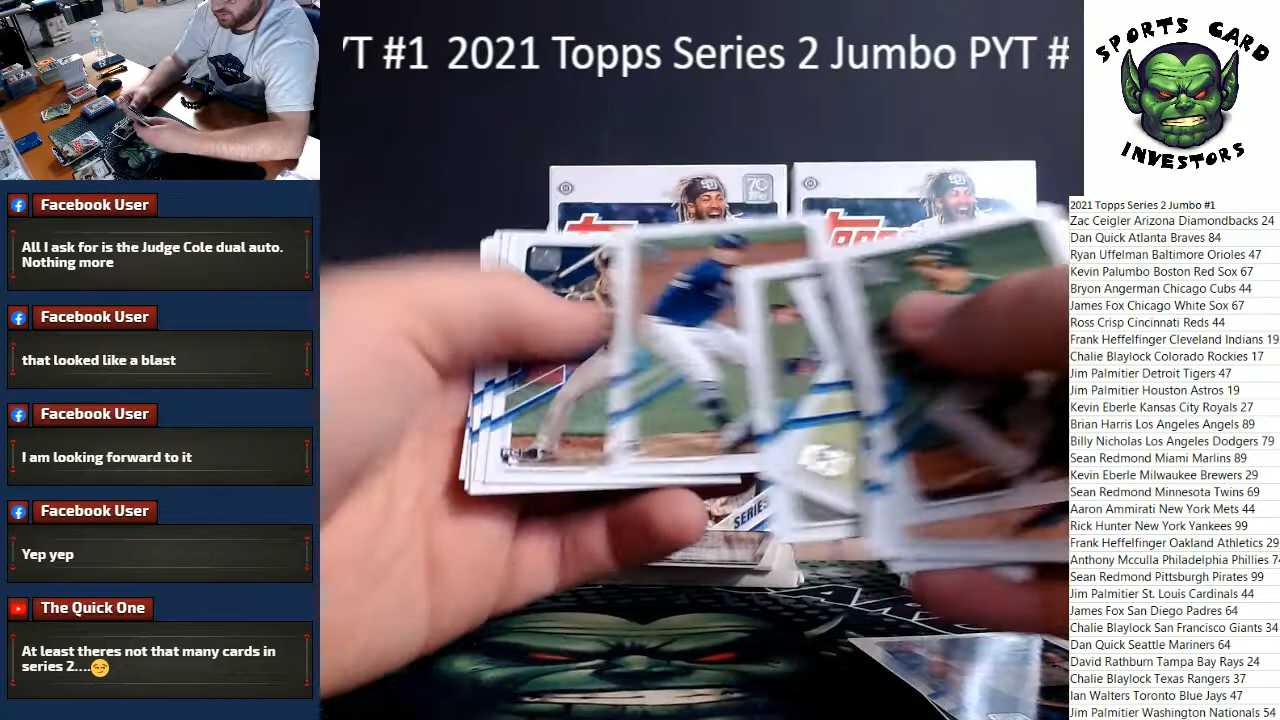 'T #1 2021 Topps Series 2 Jumbo PYT #
SPORTS CARD
INVESTORS
Facebook User
All I ask for is the Judge Cole dual auto.
Nothing more
Facebook User
that looked like a blast
Facebook User
I am looking forward to it
Facebook User
Yep yep
The Quick One
At least theres not that many cards in
series 2....😏
70
SERIES
2021 Topps Series 2 Jumbo #1
Zac Ceigler Arizona Diamondbacks 24
Dan Quick Atlanta Braves 84
Ryan Uffelman Baltimore Orioles 47
Kevin Palumbo Boston Red Sox 67
Bryon Angerman Chicago Cubs 44
James Fox Chicago White Sox 67
Ross Crisp Cincinnati Reds 44
Frank Heffelfinger Cleveland Indians 19
Chalie Blaylock Colorado Rockies 17
Jim Palmitier Detroit Tigers 47
Jim Palmitier Houston Astros 19
Kevin Eberle Kansas City Royals 27
Brian Harris Los Angeles Angels 89
Billy Nicholas Los Angeles Dodgers 79
Sean Redmond Miami Marlins 89
Kevin Eberle Milwaukee Brewers 29
Sean Redmond Minnesota Twins 69
Aaron Ammirati New York Mets 44
Rick Hunter New York Yankees 99
Frank Heffelfinger Oakland Athletics 29
Anthony Mcculla Philadelphia Phillies 74
Sean Redmond Pittsburgh Pirates 99
Jim Palmitier St. Louis Cardinals 44
James Fox San Diego Padres 64
Chalie Blaylock San Francisco Giants 34
Dan Quick Seattle Mariners 64
David Rathburn Tampa Bay Rays 24
Chalie Blaylock Texas Rangers 37
Ian Walters Toronto Blue Jays 47
Jim Palmitier Washington Nationals 54